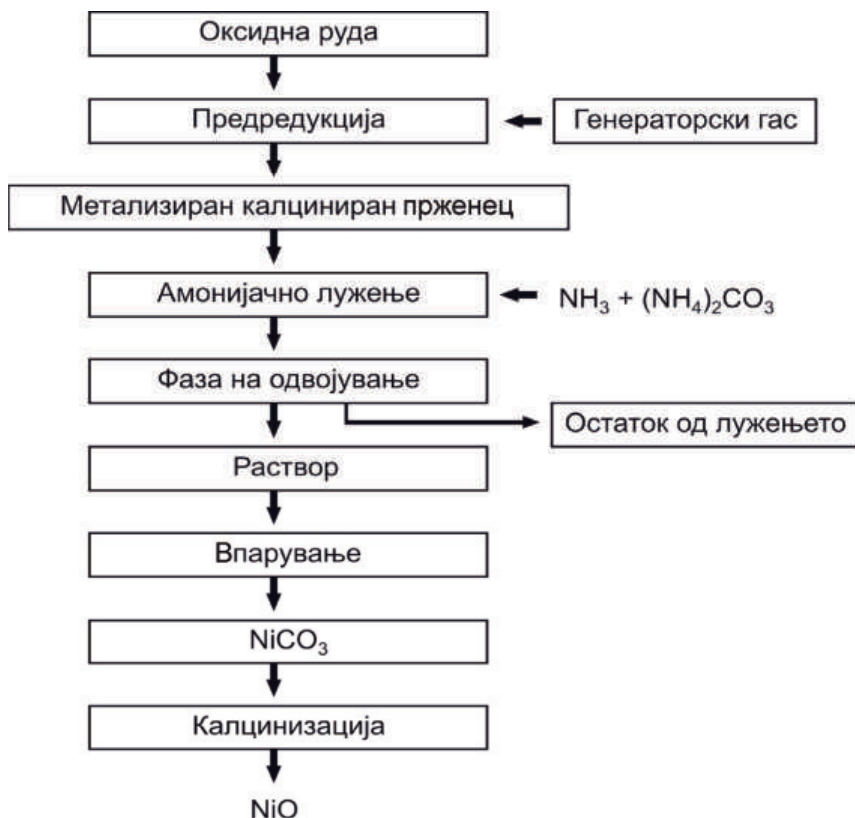 Оксидна руда
Предредукција
Генераторски гас
Метализиран калциниран прженец
Амонијачно лужење
NH₃ + (NH₄)₂CO₃
Фаза на одвојување
Остаток од лужењето
Раствор
Впарување
NiCO₃
Калцинизација
NiO